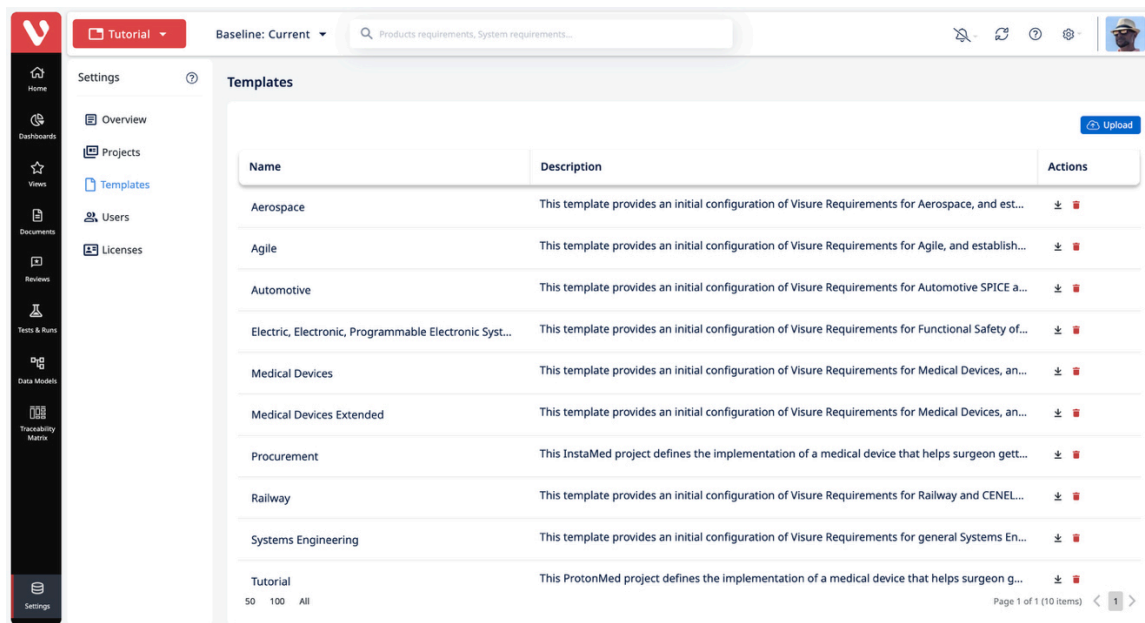 Tutorial
Baseline: Current
Products requirements, System requirements...
Home
Dashboards
Views
Documents
Reviews
Tests & Runs
Data Models
Traceability
Matrix
Settings
Settings
Overview
Projects
Templates
Users
Licenses
Templates
Upload
Name Description Actions
Aerospace This template provides an initial configuration of Visure Requirements for Aerospace, and est...
Agile This template provides an initial configuration of Visure Requirements for Agile, and establish...
Automotive This template provides an initial configuration of Visure Requirements for Automotive SPICE a...
Electric, Electronic, Programmable Electronic Syst... This template provides an initial configuration of Visure Requirements for Functional Safety of...
Medical Devices This template provides an initial configuration of Visure Requirements for Medical Devices, an...
Medical Devices Extended This template provides an initial configuration of Visure Requirements for Medical Devices, an...
Procurement This InstaMed project defines the implementation of a medical device that helps surgeon gett...
Railway This template provides an initial configuration of Visure Requirements for Railway and CENEL...
Systems Engineering This template provides an initial configuration of Visure Requirements for general Systems En...
Tutorial This ProtonMed project defines the implementation of a medical device that helps surgeon g...
50 100 All Page 1 of 1 (10 items) 1